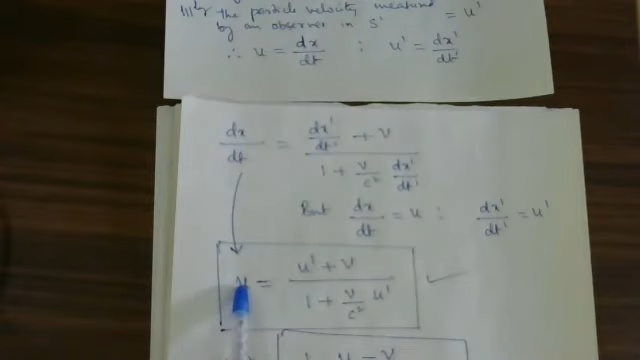 |||ly the particle velocity measured
by an observer in S' = u'
∴ u = dx/dt ; u' = dx'/dt'
dx/dt = (dx'/dt' + v) / (1 + v/c² dx'/dt')
But dx/dt = u ; dx'/dt' = u'
u = (u' + v) / (1 + v/c² u')
u - v